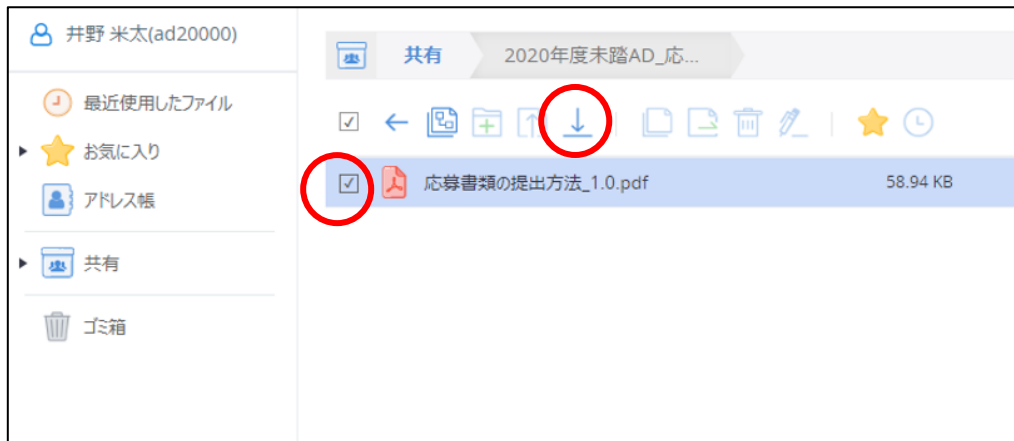 井野 米太(ad20000)
最近使用したファイル
お気に入り
アドレス帳
共有
ゴミ箱
共有 2020年度未踏AD_応...
応募書類の提出方法_1.0.pdf 58.94 KB